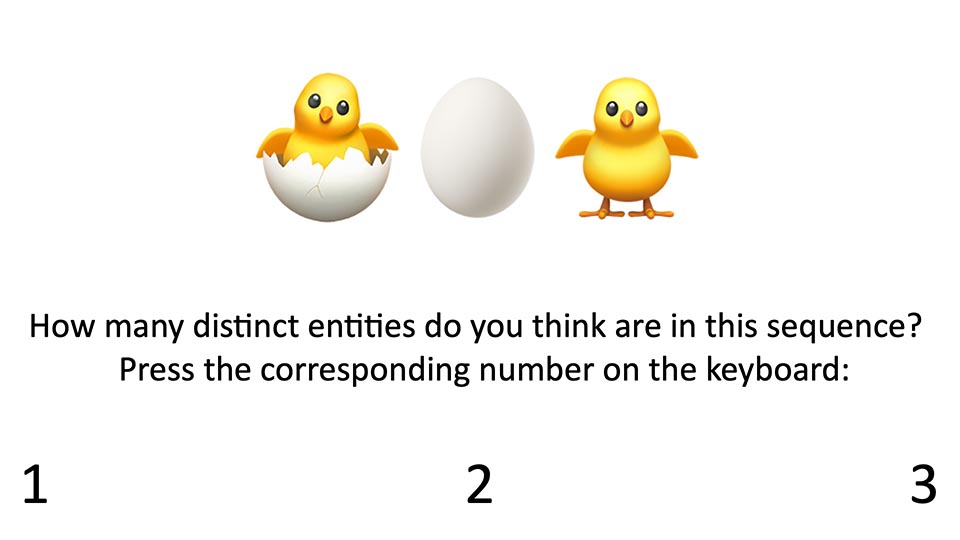 How many distinct entities do you think are in this sequence?
Press the corresponding number on the keyboard:
1 2 3